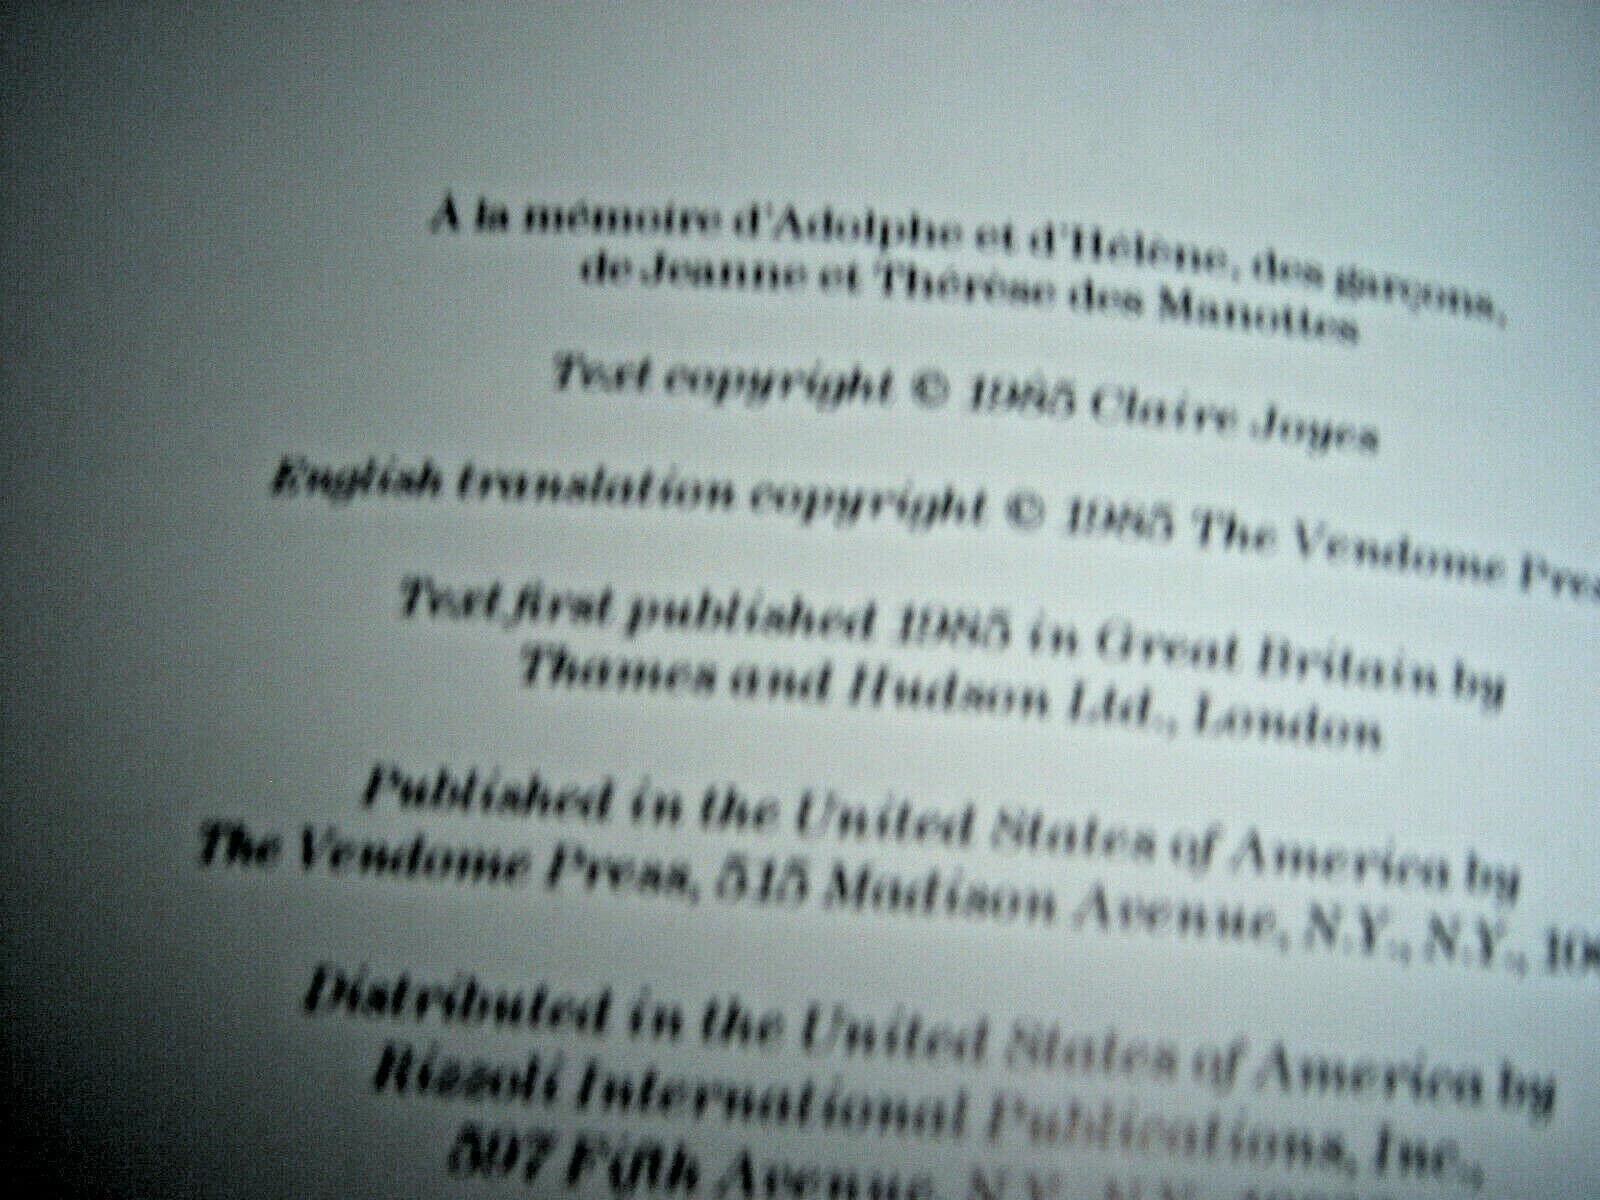 À la mémoire d'Adolphe et d'Hélène, des garçons,
de Jeanne et Thérèse des Manottes
Text copyright © 1985 Claire Joyes
English translation copyright © 1985 The Vendome
Text first published 1985 in Great Britain by
Thames and Hudson Ltd., London
Published in the United States of America by
The Vendome Press, 515 Madison Avenue, N.Y., N.Y.,
Distributed in the United States of America by
Rizzoli International Publications, Inc.,
597 Fifth Avenue, N.Y., N.Y.,